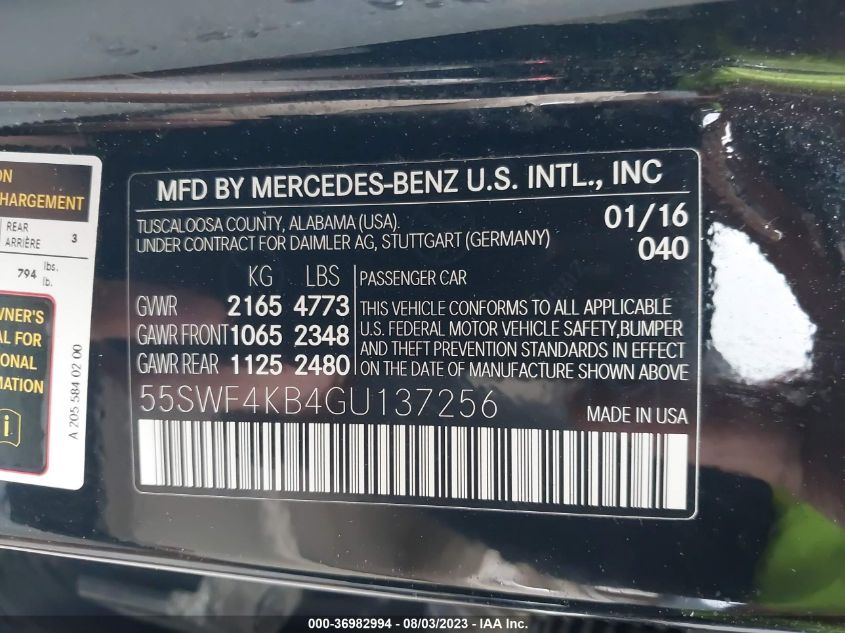 ON
CHARGEMENT
REAR
ARRIÈRE 3
794 lbs.
lb.
WNER'S
AL FOR
IONAL
RMATION
A 205 584 02 00
MFD BY MERCEDES-BENZ U.S. INTL., INC
TUSCALOOSA COUNTY, ALABAMA (USA). 01/16
UNDER CONTRACT FOR DAIMLER AG, STUTTGART (GERMANY) 040
KG LBS PASSENGER CAR
GVWR 2165 4773
GAWR FRONT 1065 2348
GAWR REAR 1125 2480
THIS VEHICLE CONFORMS TO ALL APPLICABLE
U.S. FEDERAL MOTOR VEHICLE SAFETY,BUMPER
AND THEFT PREVENTION STANDARDS IN EFFECT
ON THE DATE OF MANUFACTURE SHOWN ABOVE.
55SWF4KB4GU137256 MADE IN USA
000-36982994 - 08/03/2023 - IAA Inc.